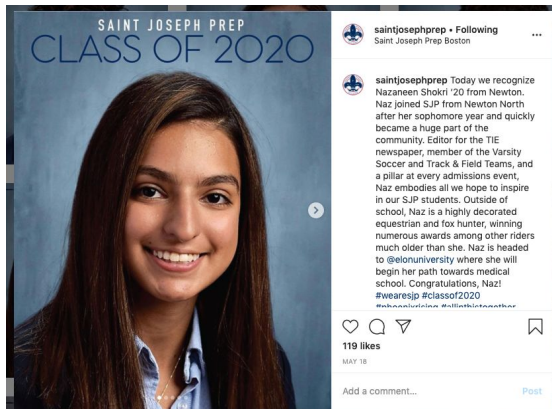 SAINT JOSEPH PREP
CLASS OF 2020
saintjosephprep • Following
Saint Joseph Prep Boston
saintjosephprep Today we recognize
Nazaneen Shokri '20 from Newton.
Naz joined SJP from Newton North
after her sophomore year and quickly
became a huge part of the
community. Editor for the TIE
newspaper, member of the Varsity
Soccer and Track & Field Teams, and
a pillar at every admissions event,
Naz embodies all we hope to inspire
in our SJP students. Outside of
school, Naz is a highly decorated
equestrian and fox hunter, winning
numerous awards among other riders
much older than she. Naz is headed
to @elonuniversity where she will
begin her path towards medical
school. Congratulations, Naz!
#wearesjp #classof2020
#phoenixrising #allinthistogether
119 likes
MAY 18
Add a comment...
Post